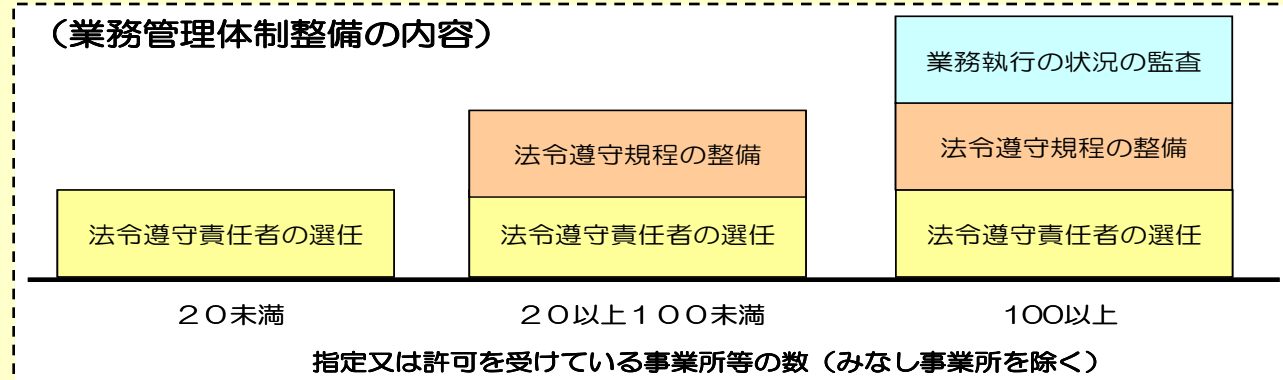 （業務管理体制整備の内容）
業務執行の状況の監査
法令遵守規程の整備
法令遵守規程の整備
法令遵守責任者の選任
法令遵守責任者の選任
法令遵守責任者の選任
２０未満
２０以上１００未満
100以上
指定又は許可を受けている事業所等の数（みなし事業所を除く）